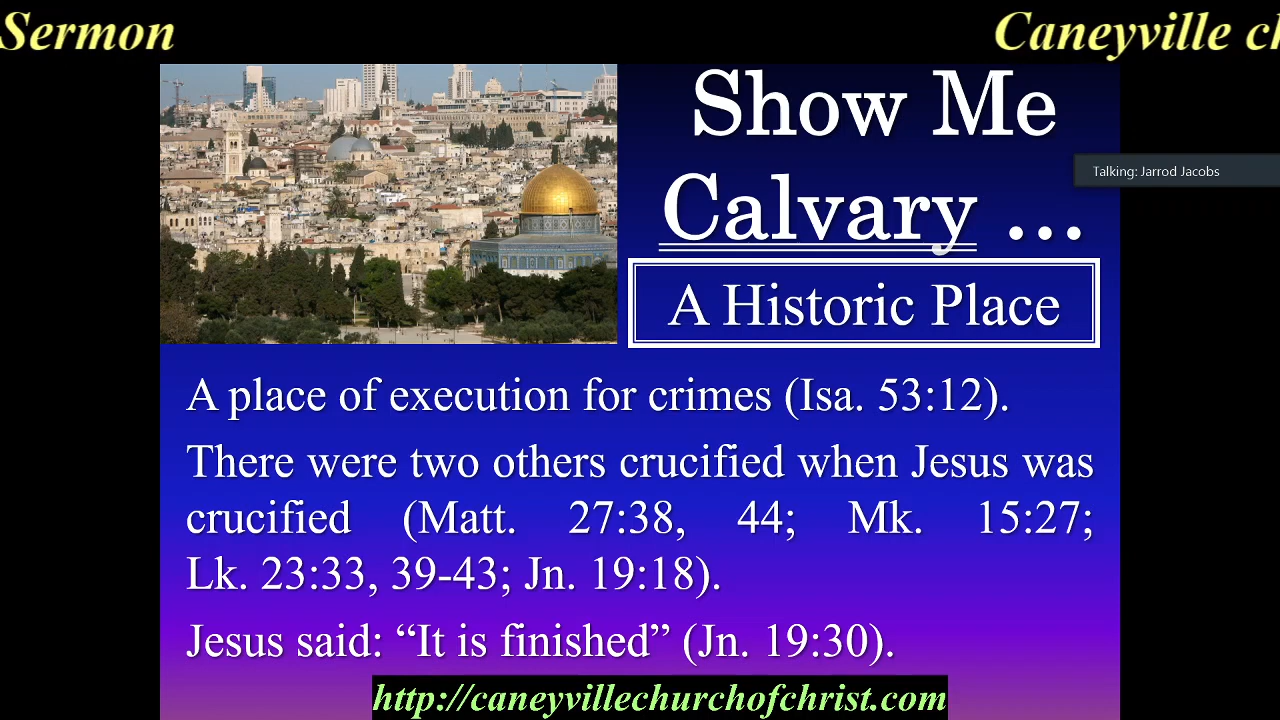 Sermon
Caneyville
Show Me
Calvary ...
Talking: Jarrod Jacobs
A Historic Place
A place of execution for crimes (Isa. 53:12).
There were two others crucified when Jesus was
crucified (Matt. 27:38, 44; Mk. 15:27;
Lk. 23:33, 39-43; Jn. 19:18).
Jesus said: “It is finished” (Jn. 19:30).
http://caneyvillechurchofchrist.com